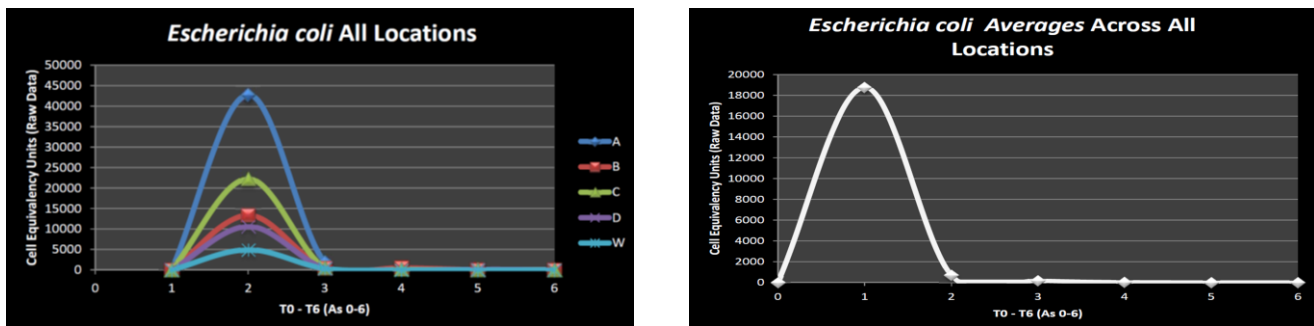 Escherichia coli All Locations
Cell Equivalency Units (Raw Data)
50000
45000
40000
35000
30000
25000
20000
15000
10000
5000
0
0 1 2 3 4 5 6
T0 - T6 (As 0-6)
A
B
C
D
W
Escherichia coli Averages Across All
Locations
Cell Equivalency Units (Raw Data)
20000
18000
16000
14000
12000
10000
8000
6000
4000
2000
0
0 1 2 3 4 5 6
T0 - T6 (As 0-6)